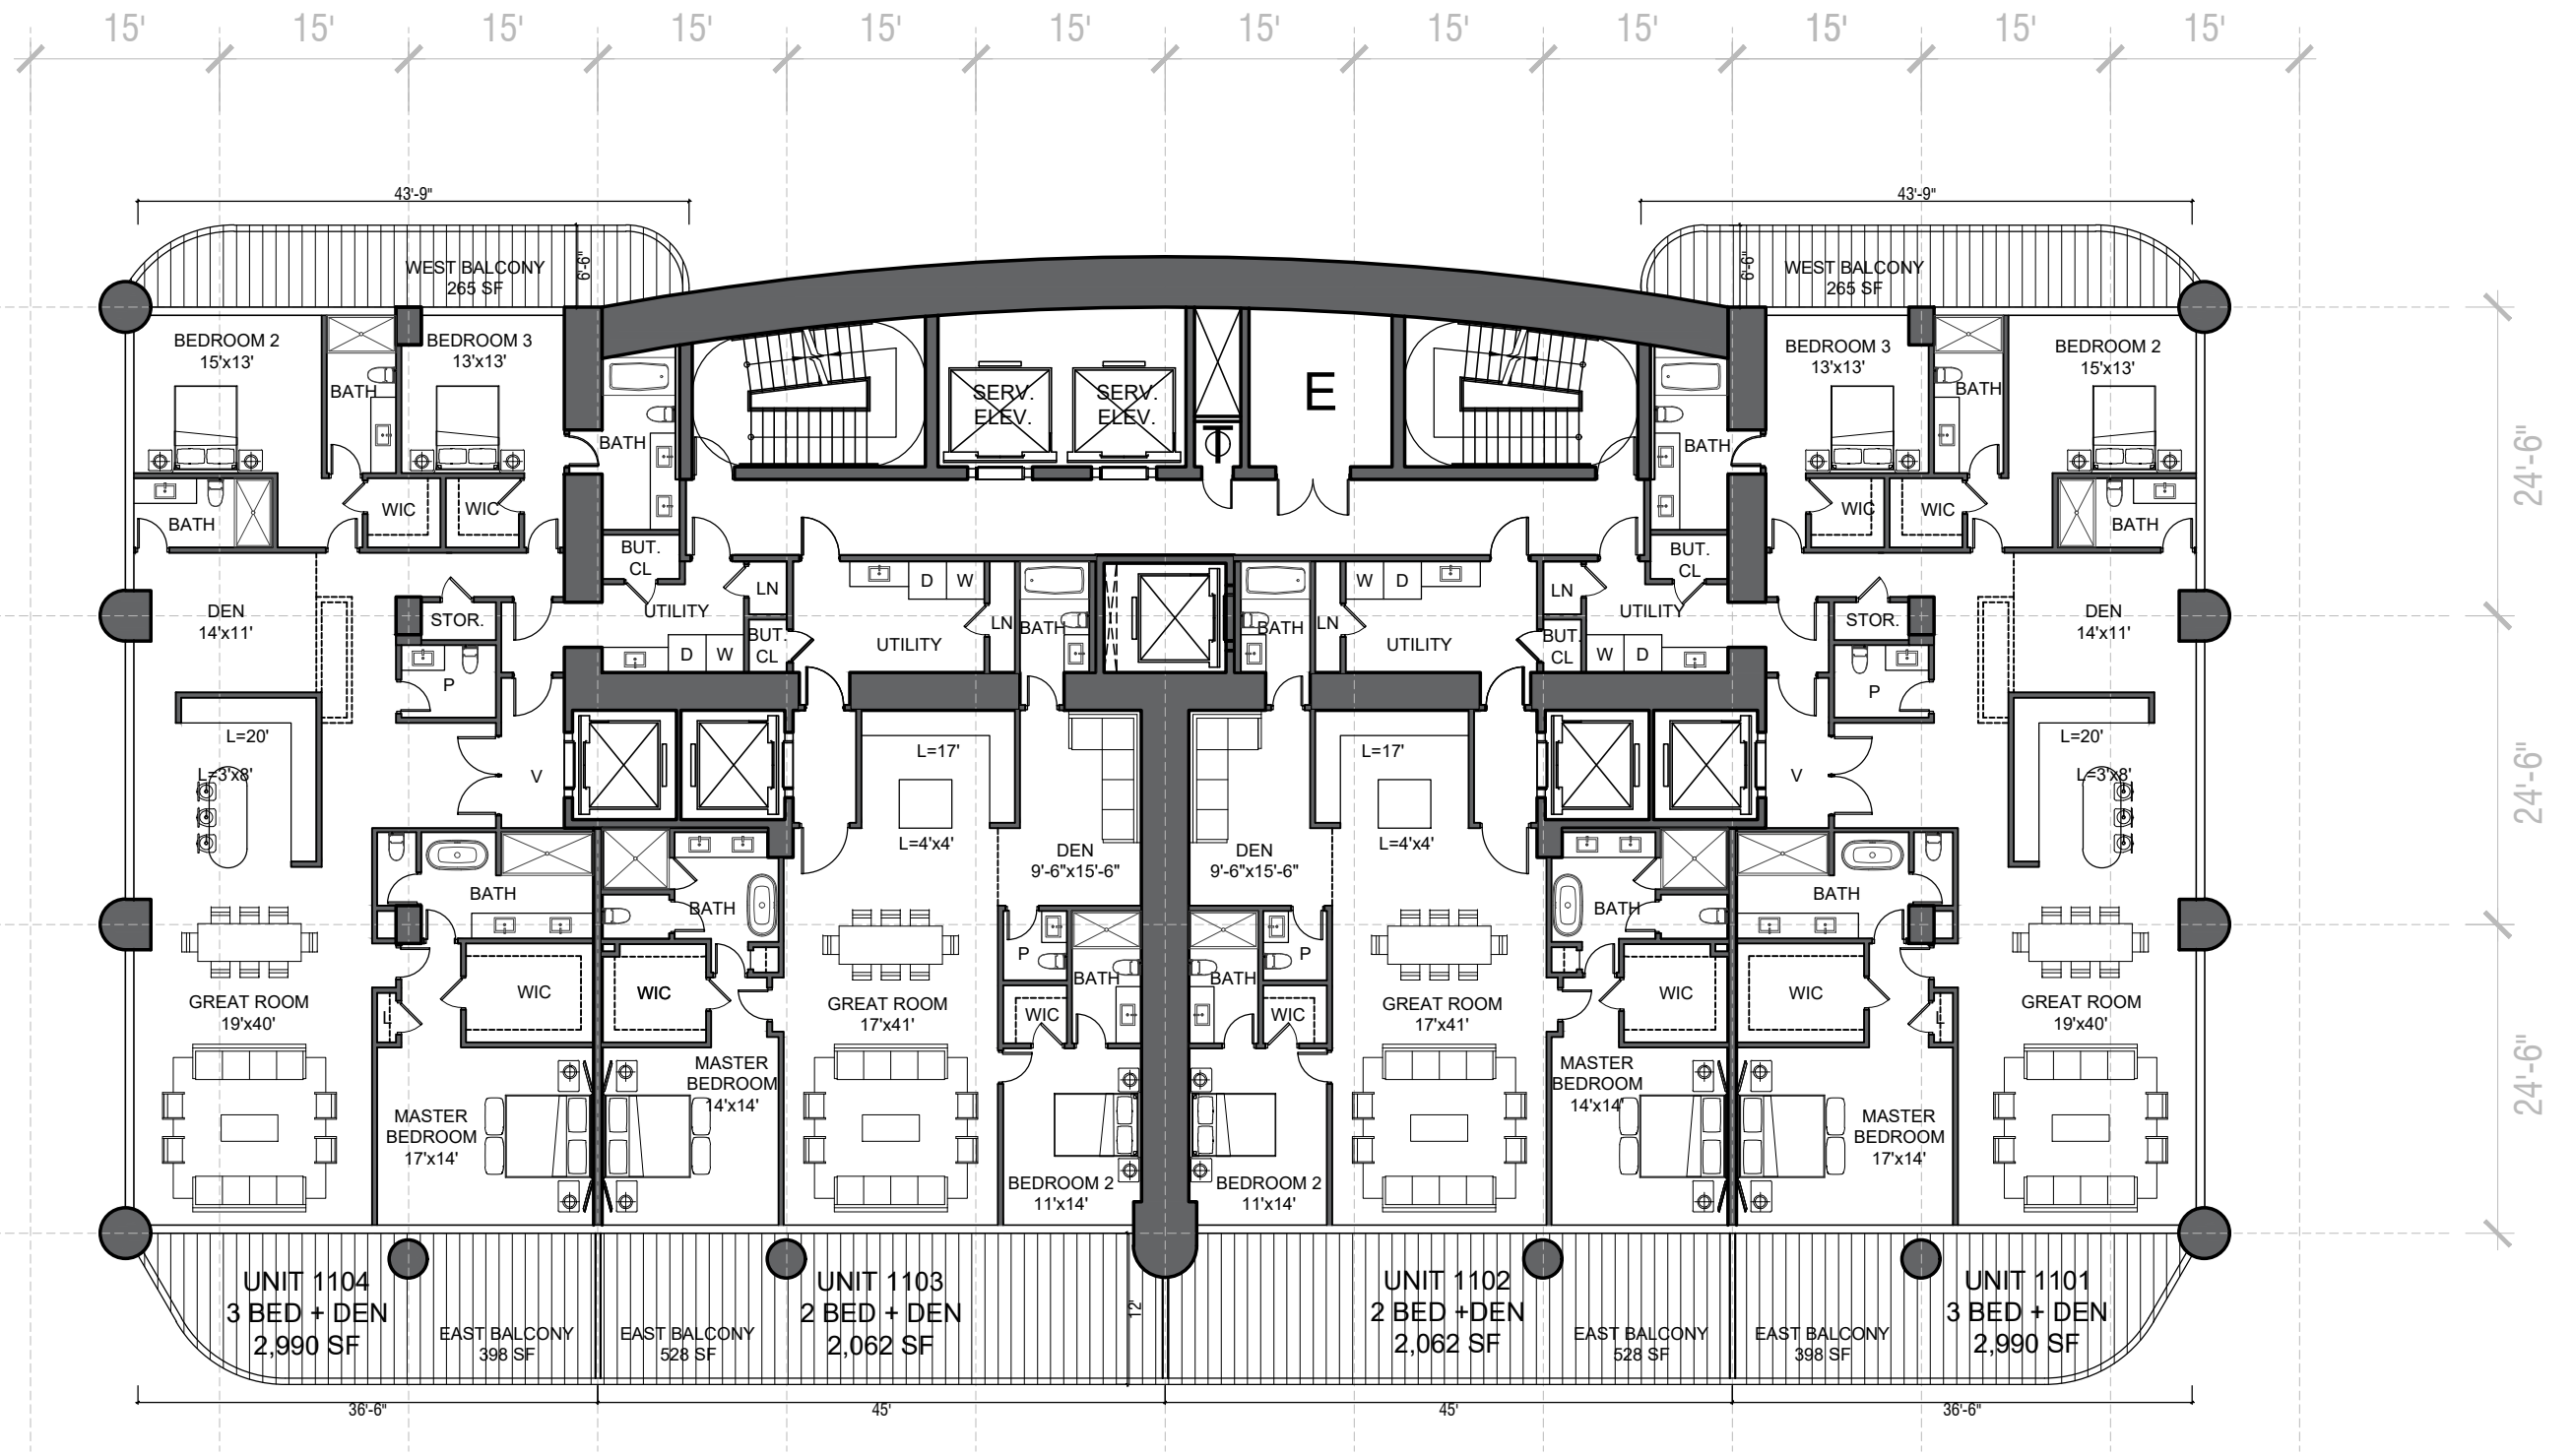 15' 15' 15' 15' 15' 15' 15' 15' 15' 15' 15' 15'
43'-9" 43'-9"
WEST BALCONY
265 SF
6'-6"
6'-6"
WEST BALCONY
265 SF
BEDROOM 2
15'x13'
BATH
BEDROOM 3
13'x13'
BATH
SERV.
ELEV.
SERV.
ELEV.
T
E
BATH
BEDROOM 3
13'x13'
BATH
BEDROOM 2
15'x13'
24'-6"
BATH
WIC
WIC
BUT.
CL
BUT.
CL
WIC
WIC
BATH
DEN
14'x11'
STOR.
P
UTILITY
D W
LN
BUT.
CL
D W
UTILITY
LN
BATH
BATH
LN
W D
UTILITY
LN
BUT.
CL
UTILITY
W D
STOR.
P
DEN
14'x11'
24'-6"
L=20'
L=3'x8'
V
L=17'
L=4'x4'
DEN
9'-6"x15'-6"
DEN
9'-6"x15'-6"
L=17'
L=4'x4'
V
L=20'
L=3'x8'
BATH
BATH
P
BATH
BATH
P
BATH
BATH
GREAT ROOM
19'x40'
L
WIC
WIC
GREAT ROOM
17'x41'
WIC
WIC
GREAT ROOM
17'x41'
WIC
WIC
L
GREAT ROOM
19'x40'
24'-6"
MASTER
BEDROOM
17'x14'
MASTER
BEDROOM
14'x14'
BEDROOM 2
11'x14'
BEDROOM 2
11'x14'
MASTER
BEDROOM
14'x14'
MASTER
BEDROOM
17'x14'
UNIT 1104
3 BED + DEN
2,990 SF
EAST BALCONY
398 SF
EAST BALCONY
528 SF
UNIT 1103
2 BED + DEN
2,062 SF
12'
UNIT 1102
2 BED +DEN
2,062 SF
EAST BALCONY
528 SF
EAST BALCONY
398 SF
UNIT 1101
3 BED + DEN
2,990 SF
36'-6" 45' 45' 36'-6"